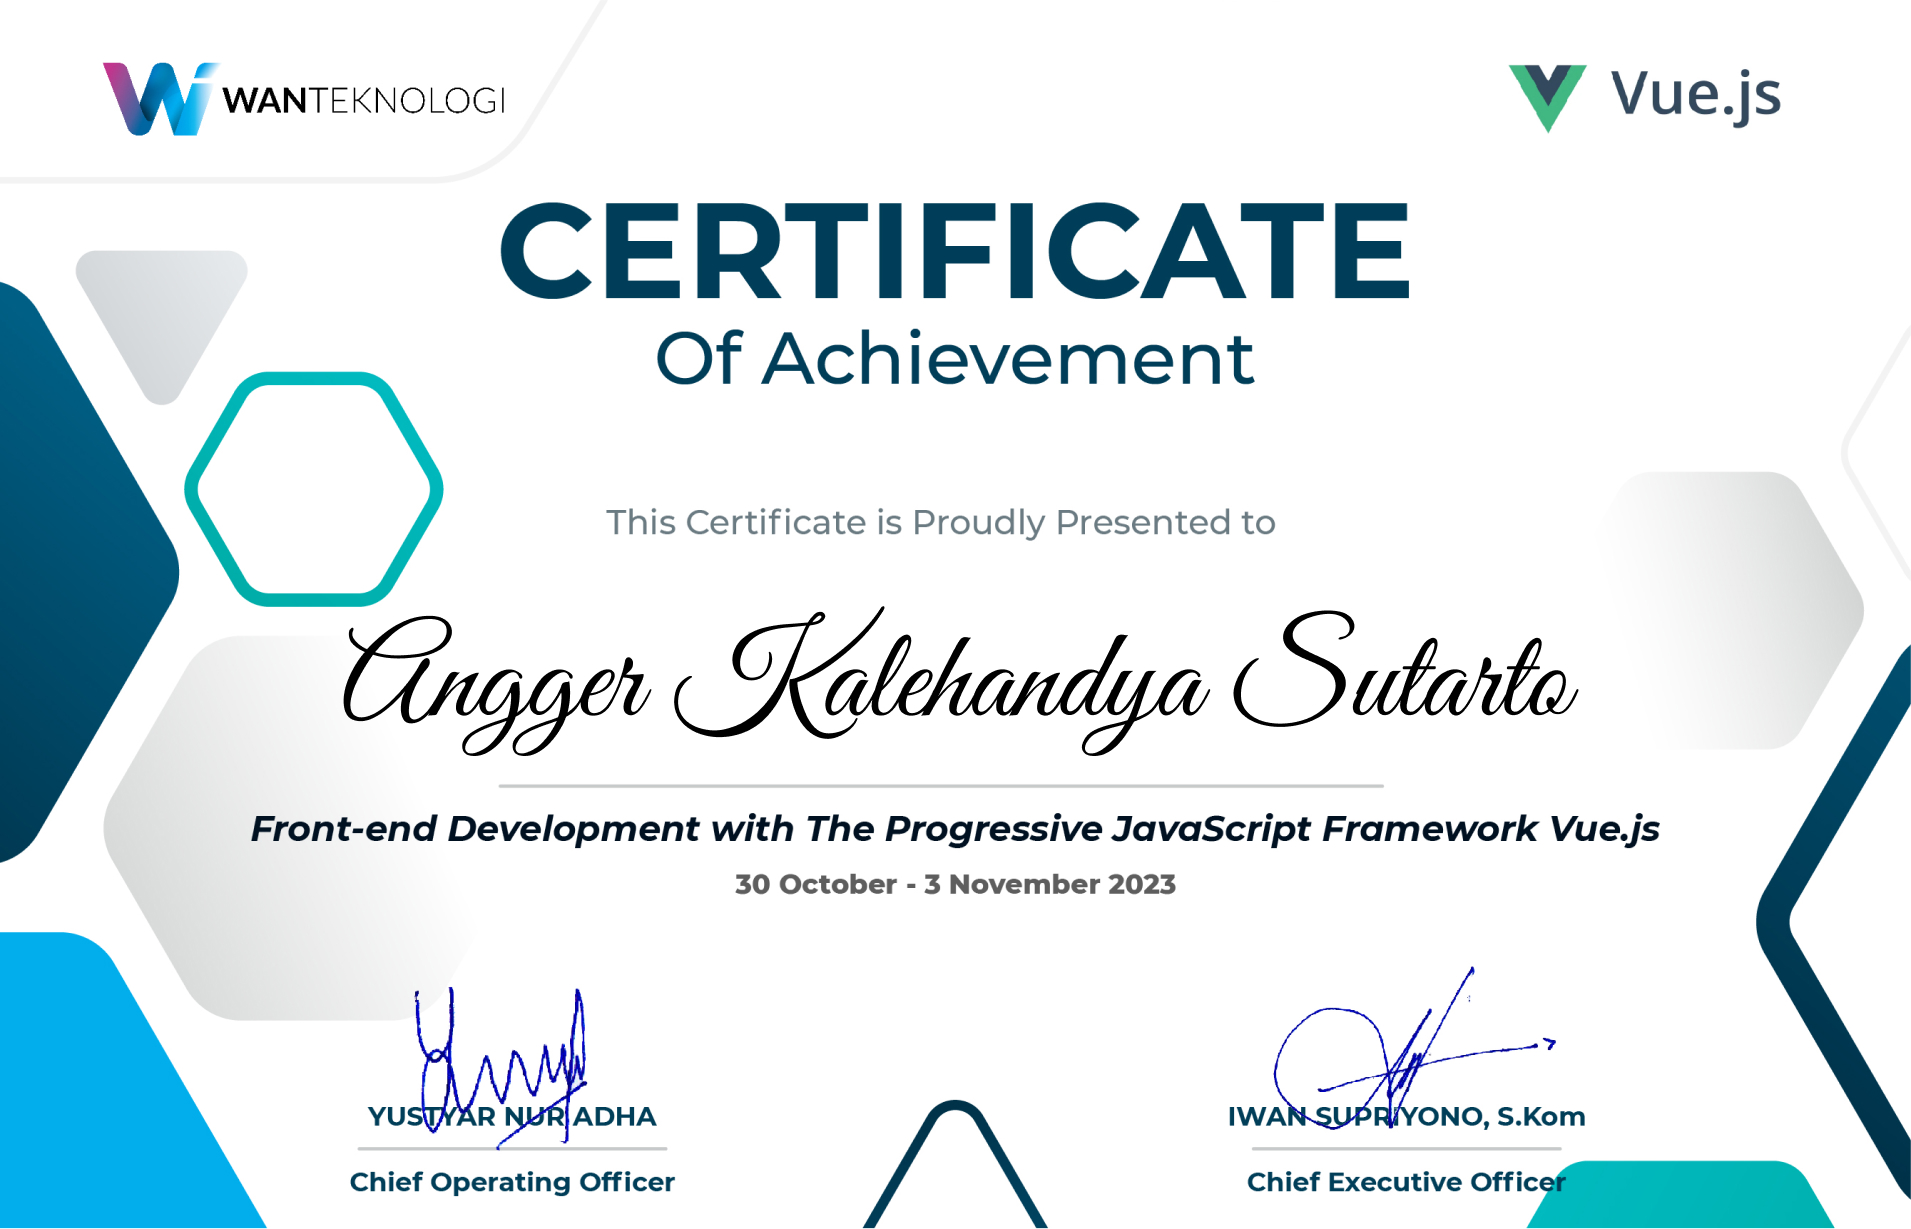 WANTEKNOLOGI
Vue.js
CERTIFICATE
Of Achievement
This Certificate is Proudly Presented to
Angger Kalehandya Sutarto
Front-end Development with The Progressive JavaScript Framework Vue.js
30 October - 3 November 2023
YUSTYAR NUR ADHA
Chief Operating Officer
IWAN SUPRIYONO, S.Kom
Chief Executive Officer